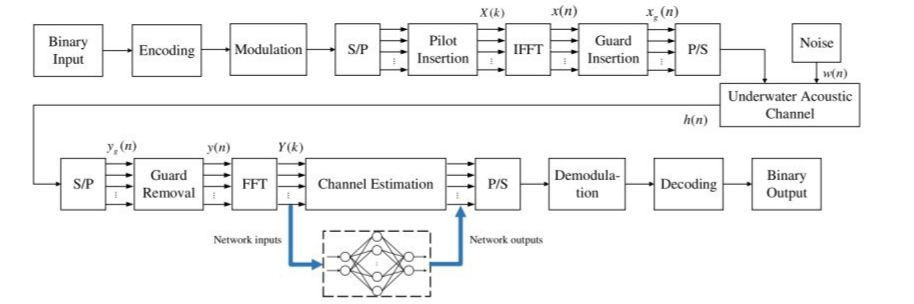 X(k)
x(n)
x_g (n)
Binary
Input
Encoding
Modulation
S/P
Pilot
Insertion
IFFT
Guard
Insertion
P/S
Noise
w(n)
Underwater Acoustic
Channel
h(n)
y_g (n)
y(n)
Y(k)
S/P
Guard
Removal
FFT
Channel Estimation
P/S
Demodula-
tion
Decoding
Binary
Output
Network inputs
Network outputs